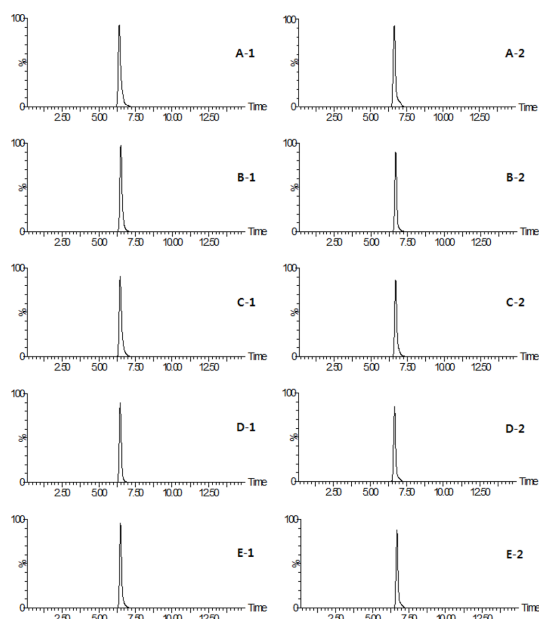 100 A-1 % 0 2.50 5.00 7.50 10.00 12.50 Time
100 A-2 % 0 2.50 5.00 7.50 10.00 12.50 Time
100 B-1 % 0 2.50 5.00 7.50 10.00 12.50 Time
100 B-2 % 0 2.50 5.00 7.50 10.00 12.50 Time
100 C-1 % 0 2.50 5.00 7.50 10.00 12.50 Time
100 C-2 % 0 2.50 5.00 7.50 10.00 12.50 Time
100 D-1 % 0 2.50 5.00 7.50 10.00 12.50 Time
100 D-2 % 0 2.50 5.00 7.50 10.00 12.50 Time
100 E-1 % 0 2.50 5.00 7.50 10.00 12.50 Time
100 E-2 % 0 2.50 5.00 7.50 10.00 12.50 Time